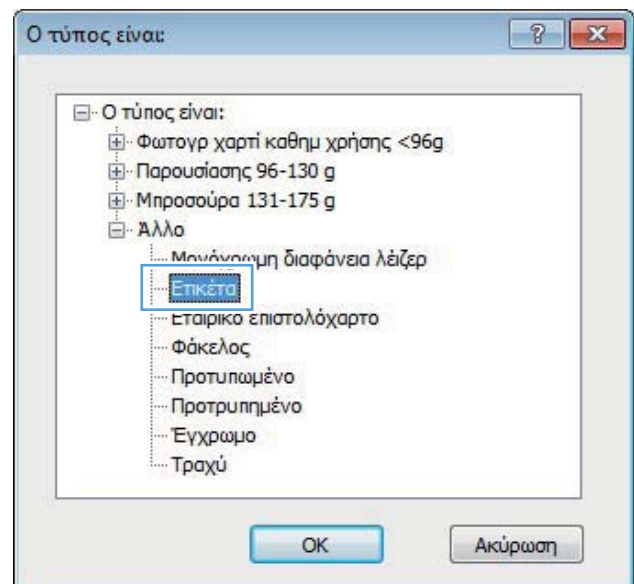 Ο τύπος είναι:
Ο τύπος είναι:
Φωτογρ χαρτί καθημ χρήσης <96g
Παρουσίασης 96-130 g
Μπροσούρα 131-175 g
Άλλο
Μονόχρωμη διαφάνεια λέιζερ
Ετικέτα
Εταιρικό επιστολόχαρτο
Φάκελος
Προτυπωμένο
Προτρυπημένο
Έγχρωμο
Τραχύ
OK Ακύρωση